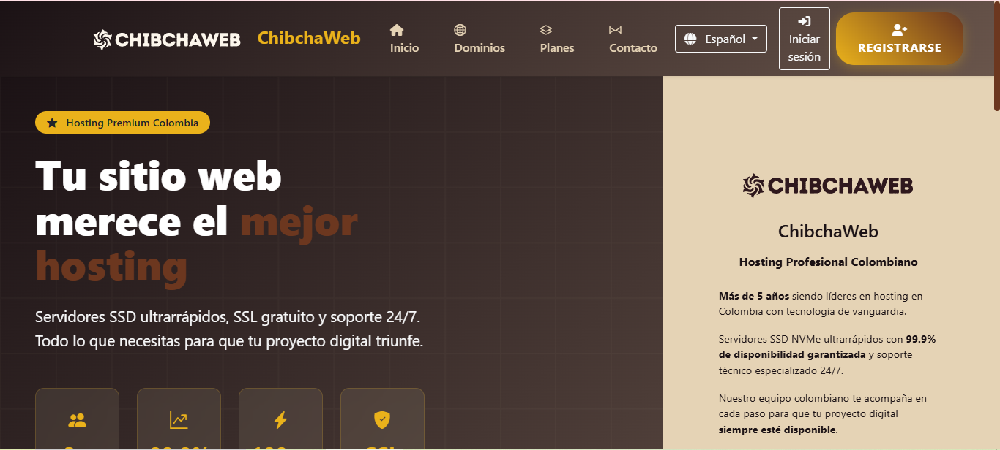 CHIBCHAWEB
ChibchaWeb
Inicio
Dominios
Planes
Contacto
Español
Iniciar
sesión
REGISTRARSE
Hosting Premium Colombia
Tu sitio web
merece el mejor
hosting
Servidores SSD ultrarrápidos, SSL gratuito y soporte 24/7.
Todo lo que necesitas para que tu proyecto digital triunfe.
CHIBCHAWEB
ChibchaWeb
Hosting Profesional Colombiano
Más de 5 años siendo líderes en hosting en
Colombia con tecnología de vanguardia.
Servidores SSD NVMe ultrarrápidos con 99.9%
de disponibilidad garantizada y soporte
técnico especializado 24/7.
Nuestro equipo colombiano te acompaña en
cada paso para que tu proyecto digital
siempre esté disponible.